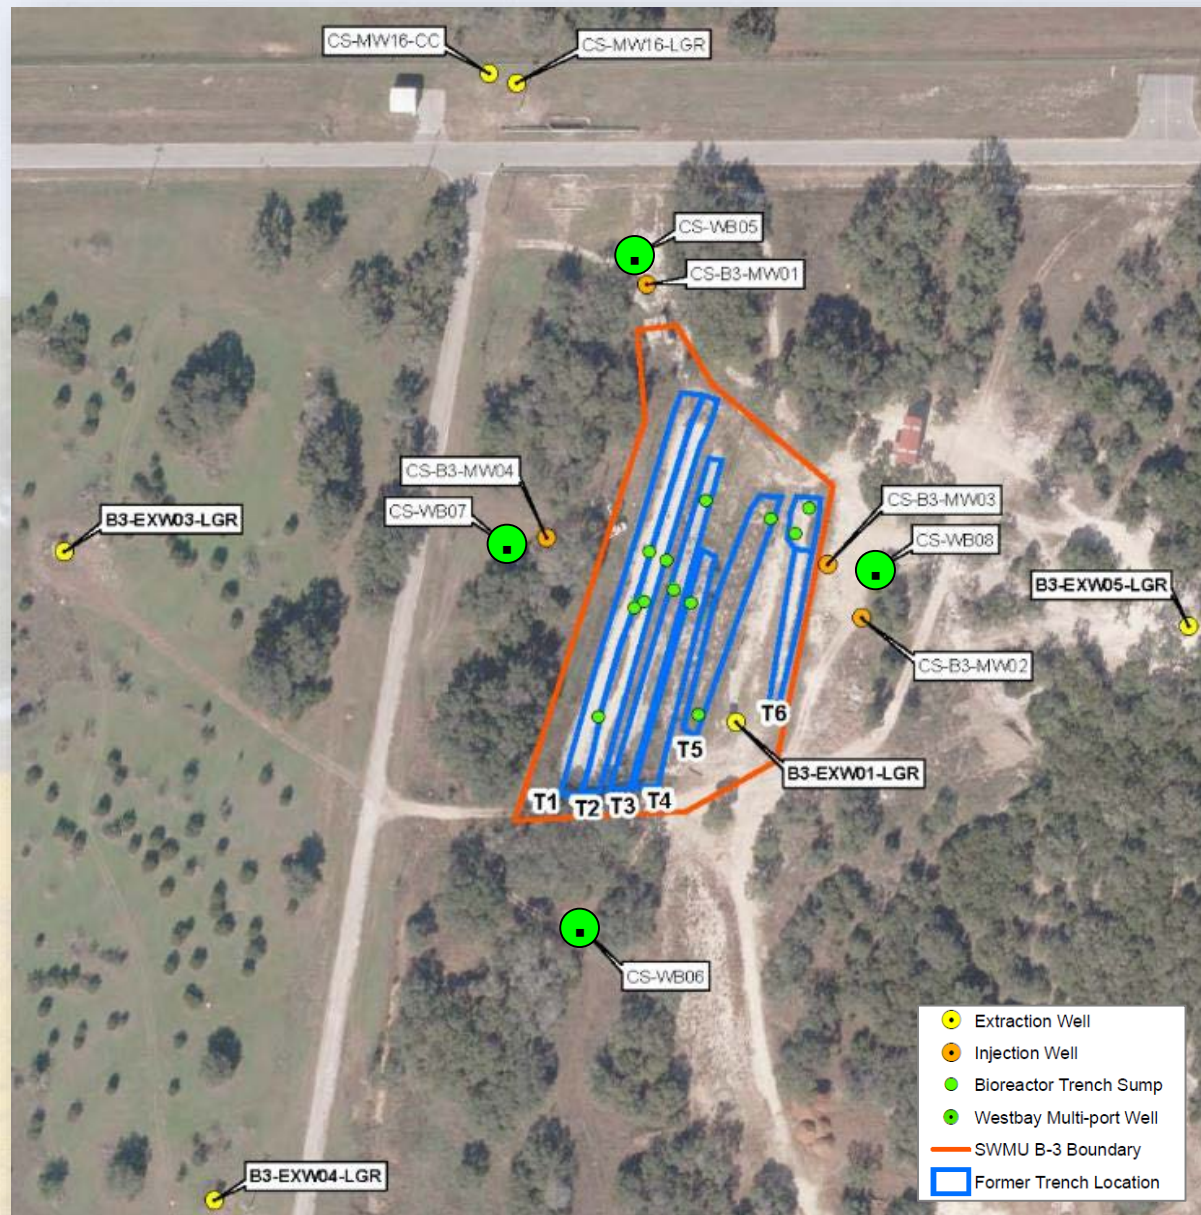 CS-MW16-CC
CS-MW16-LGR
CS-WB05
CS-B3-MW01
CS-B3-MW04
CS-WB07
B3-EXW03-LGR
CS-B3-MW03
CS-WB08
B3-EXW05-LGR
CS-B3-MW02
T6
T5
B3-EXW01-LGR
T1
T2
T3
T4
CS-WB06
B3-EXW04-LGR
Extraction Well
Injection Well
Bioreactor Trench Sump
Westbay Multi-port Well
SWMU B-3 Boundary
Former Trench Location